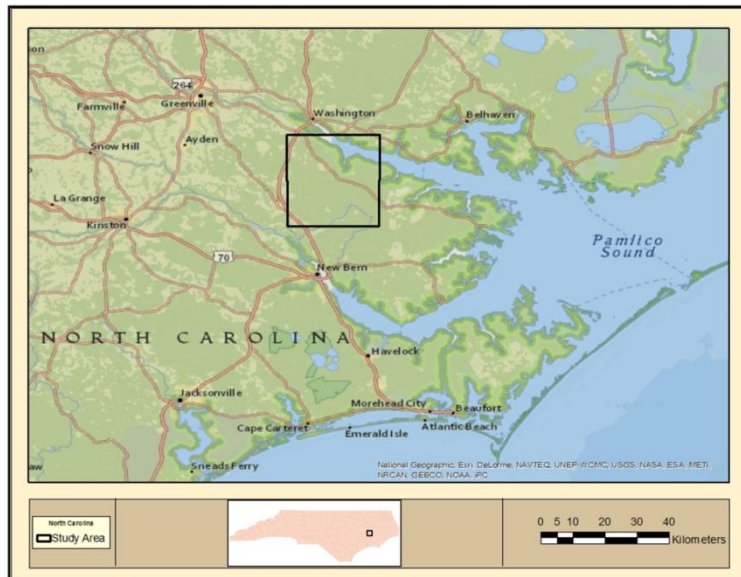 264
Farmville
Greenville
Washington
Belhaven
Snow Hill
Ayden
La Grange
Kinston
70
New Bern
Pamlico
Sound
NORTH CAROLINA
Havelock
Jacksonville
Morehead City
Beaufort
Cape Carteret
Emerald Isle
Atlantic Beach
Sneads Ferry
National Geographic, Esri, DeLorme, NAVTEQ, UNEP-WCMC, USGS, NASA, ESA, METI,
NRCAN, GEBCO, NOAA, iPC
North Carolina
Study Area
0 5 10 20 30 40
Kilometers